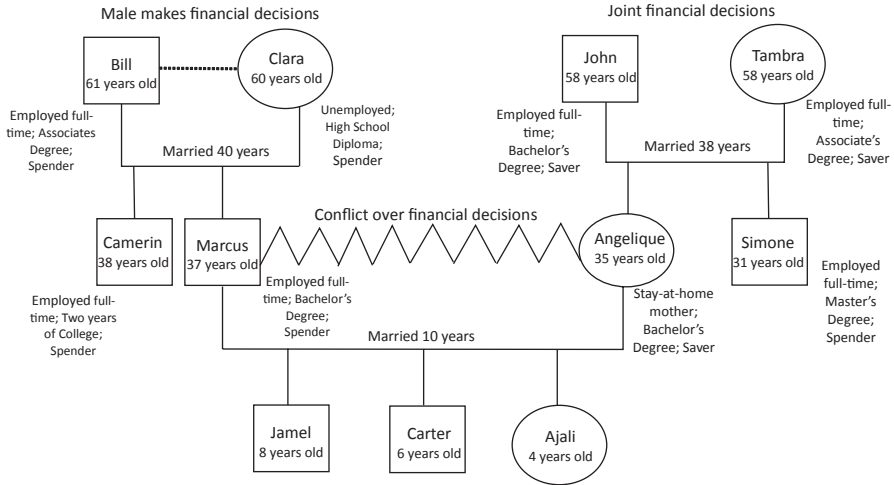 Male makes financial decisions
Joint financial decisions
Bill
61 years old
Clara
60 years old
John
58 years old
Tambra
58 years old
Employed full-
time; Associates
Degree;
Spender
Unemployed;
High School
Diploma;
Spender
Employed full-
time;
Bachelor's
Degree; Saver
Employed full-
time;
Associate's
Degree; Saver
Married 40 years
Married 38 years
Conflict over financial decisions
Camerin
38 years old
Marcus
37 years old
Angelique
35 years old
Simone
31 years old
Employed full-
time; Two years
of College;
Spender
Employed full-
time; Bachelor's
Degree;
Spender
Stay-at-home
mother;
Bachelor's
Degree; Saver
Employed
full-time;
Master's
Degree;
Spender
Married 10 years
Jamel
8 years old
Carter
6 years old
Ajali
4 years old